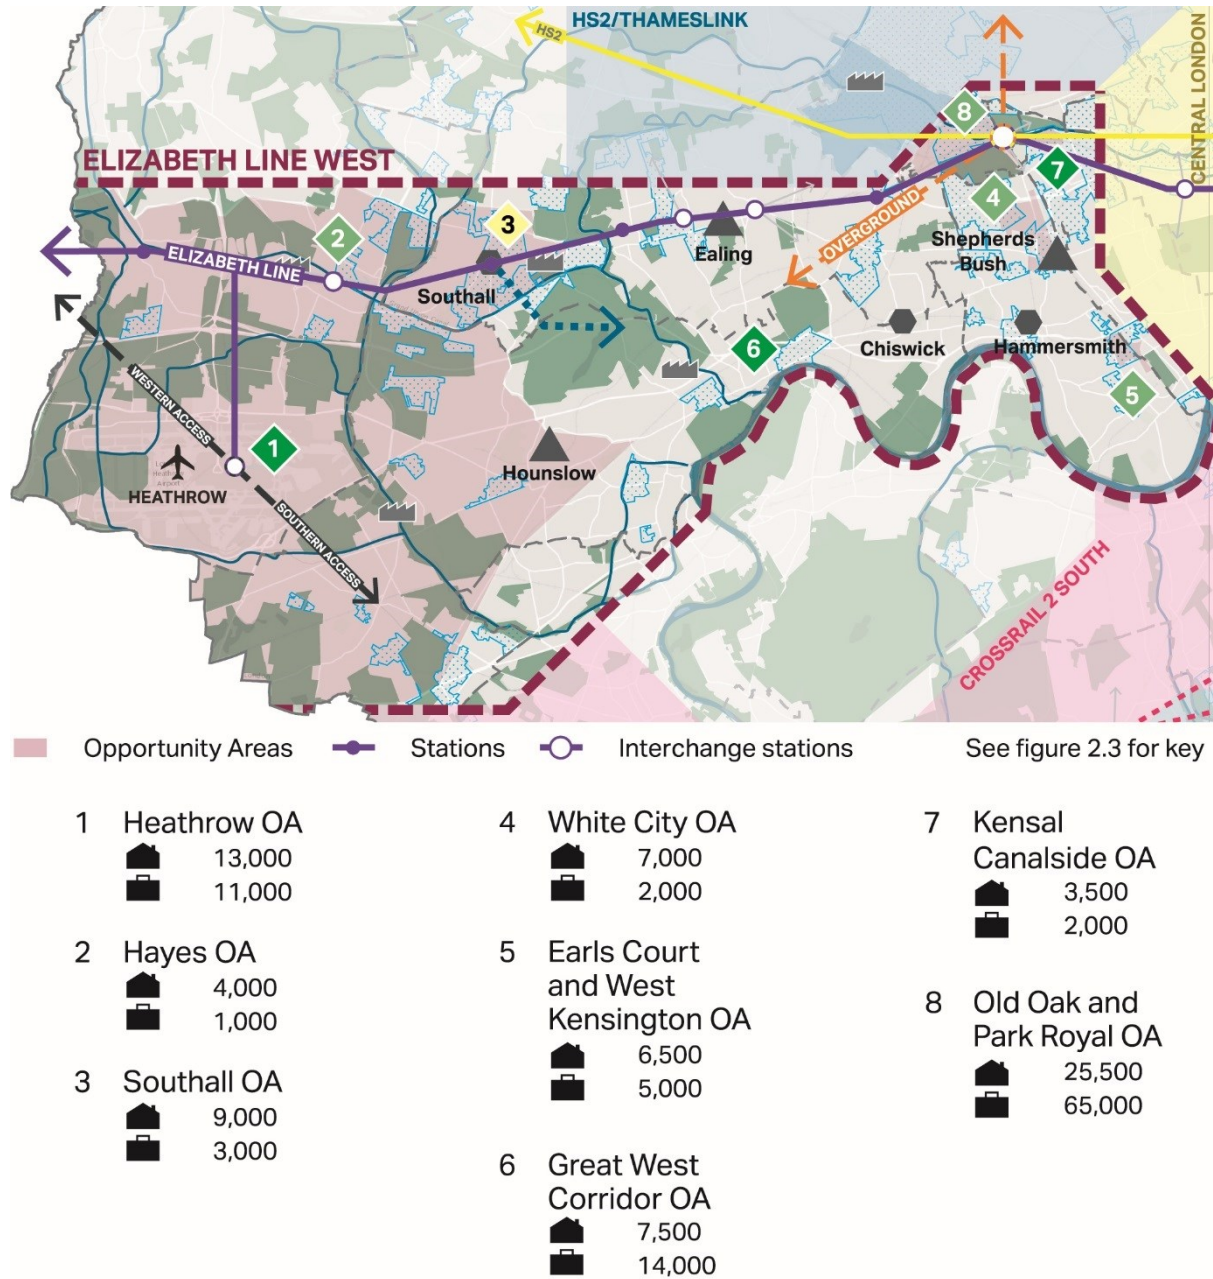 HS2/THAMESLINK
HS2
CENTRAL LONDON
8
ELIZABETH LINE WEST
7
4
2
3
OVERGROUND
Shepherds
Bush
Ealing
ELIZABETH LINE
Southall
6
Chiswick
Hammersmith
WESTERN ACCESS
5
1
Hounslow
HEATHROW
SOUTHERN ACCESS
CROSSRAIL 2 SOUTH
Opportunity Areas
Stations
Interchange stations
See figure 2.3 for key
1 Heathrow OA
13,000
11,000
2 Hayes OA
4,000
1,000
3 Southall OA
9,000
3,000
4 White City OA
7,000
2,000
5 Earls Court
and West
Kensington OA
6,500
5,000
6 Great West
Corridor OA
7,500
14,000
7 Kensal
Canalside OA
3,500
2,000
8 Old Oak and
Park Royal OA
25,500
65,000